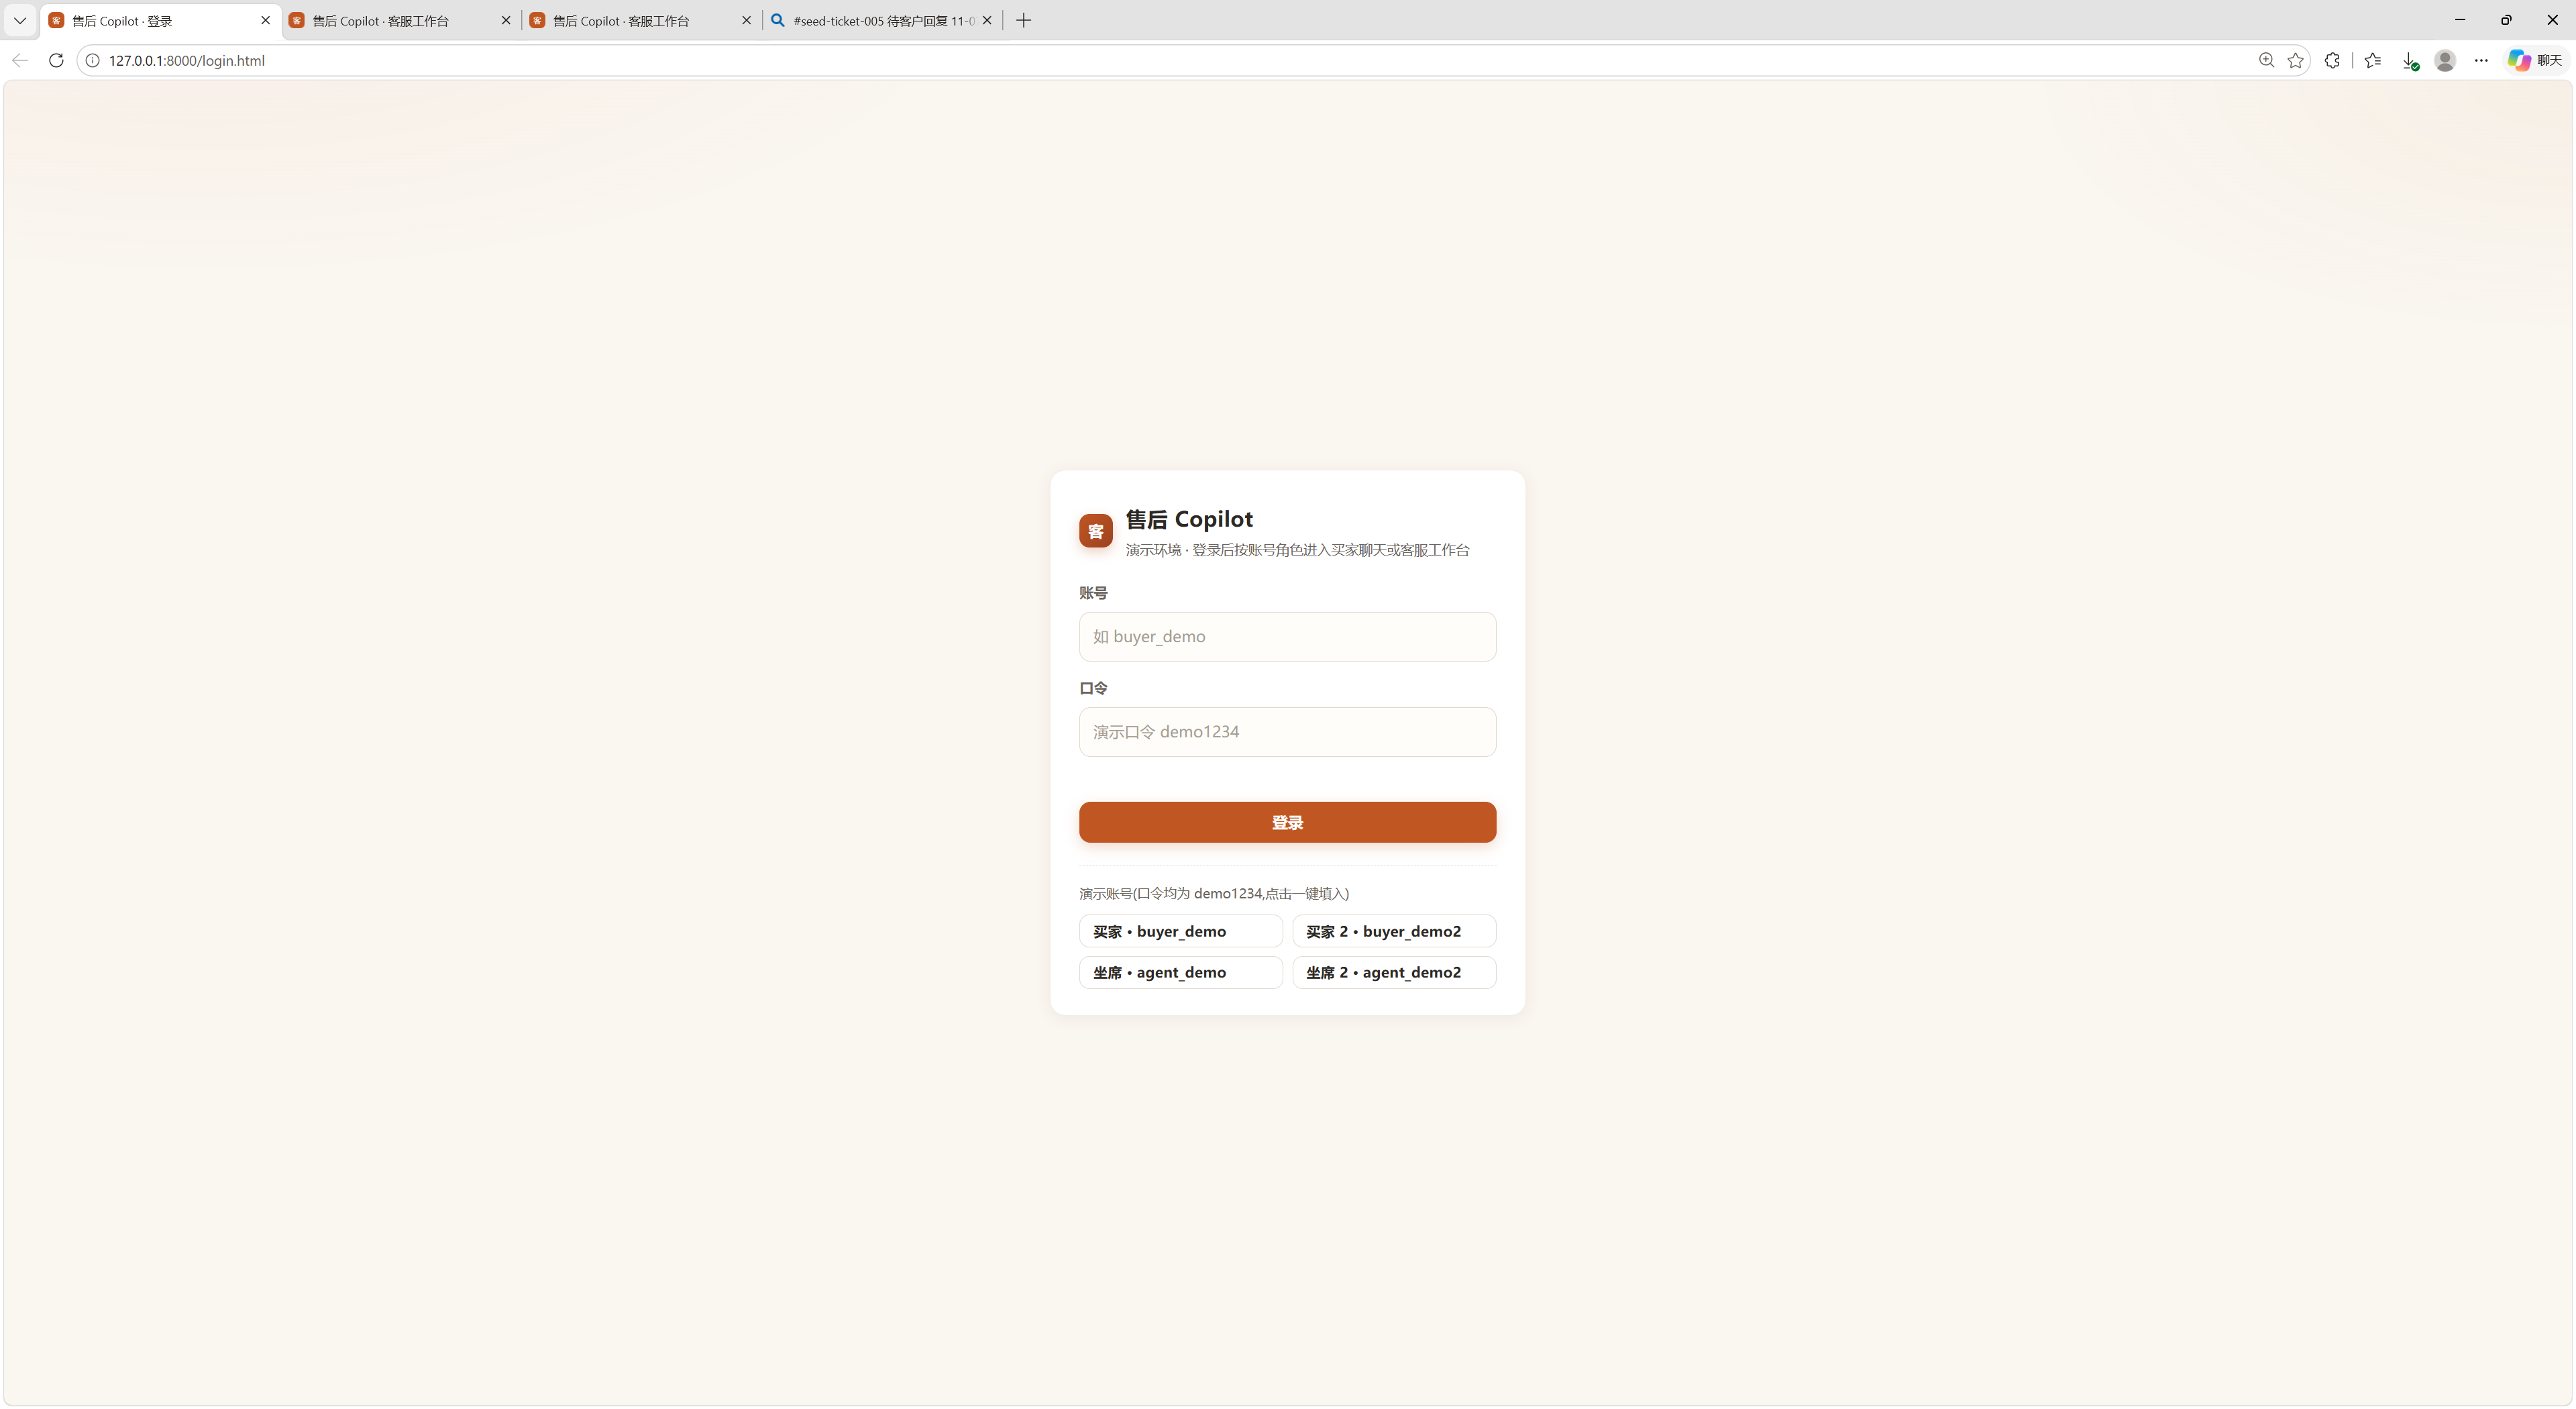 售后 Copilot · 登录
售后 Copilot · 客服工作台
售后 Copilot · 客服工作台
#seed-ticket-005 待客户回复 11-0
127.0.0.1:8000/login.html
聊天
客
售后 Copilot
演示环境 · 登录后按账号角色进入买家聊天或客服工作台
账号
如 buyer_demo
口令
演示口令 demo1234
登录
演示账号(口令均为 demo1234,点击一键填入)
买家 • buyer_demo
买家 2 • buyer_demo2
坐席 • agent_demo
坐席 2 • agent_demo2